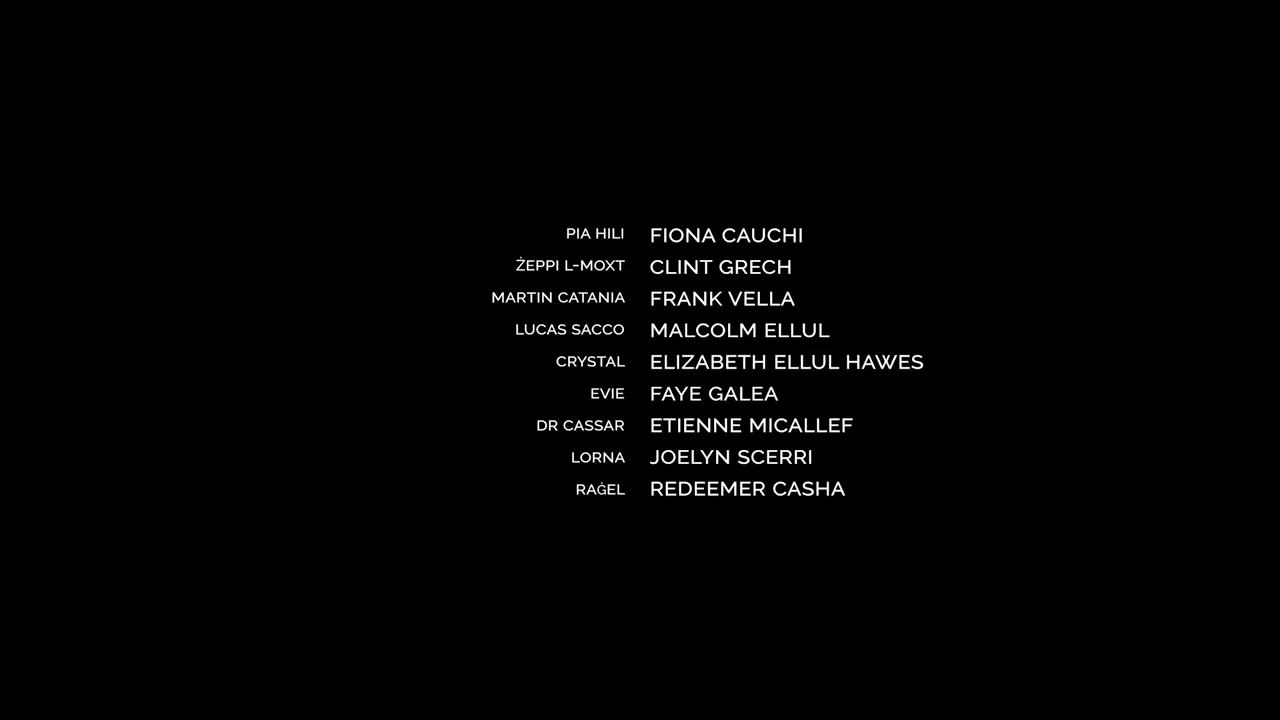 PIA HILI FIONA CAUCHI
ŻEPPI L-MOXT CLINT GRECH
MARTIN CATANIA FRANK VELLA
LUCAS SACCO MALCOLM ELLUL
CRYSTAL ELIZABETH ELLUL HAWES
EVIE FAYE GALEA
DR CASSAR ETIENNE MICALLEF
LORNA JOELYN SCERRI
RAĠEL REDEEMER CASHA